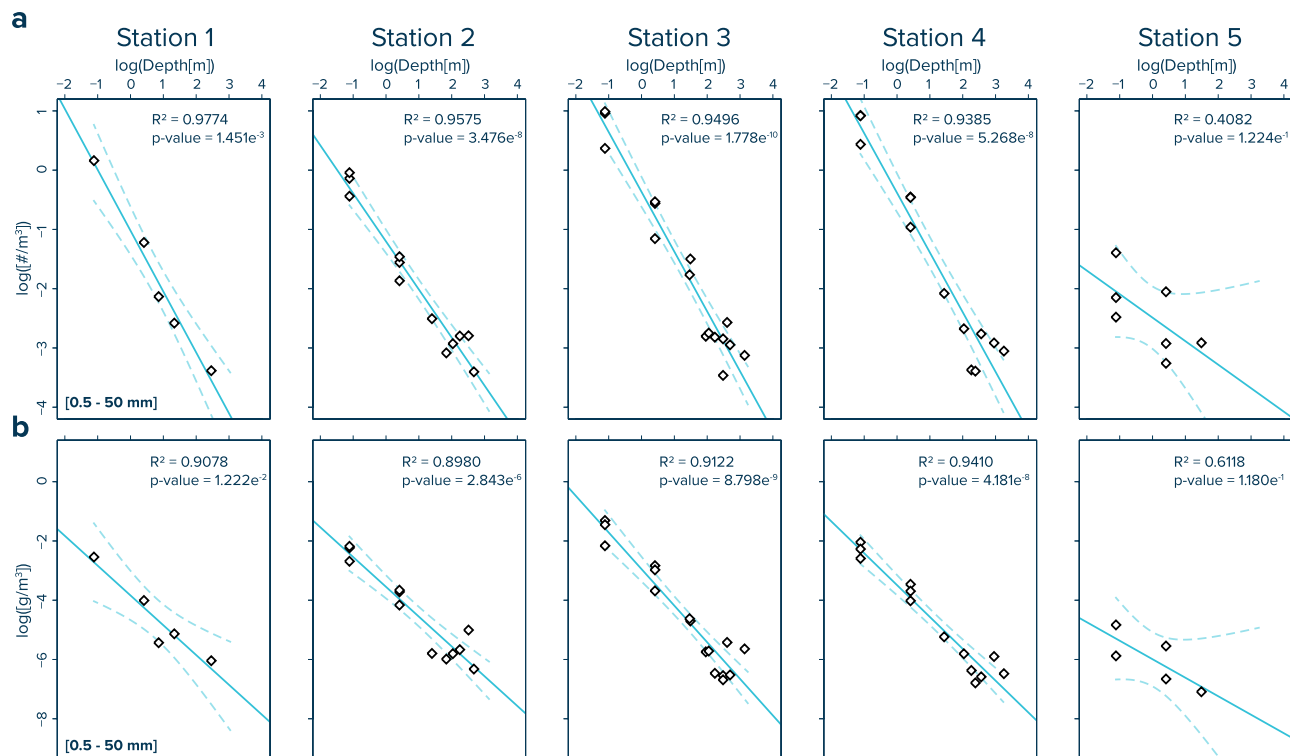 a
Station 1 Station 2 Station 3 Station 4 Station 5
log(Depth[m]) log(Depth[m]) log(Depth[m]) log(Depth[m]) log(Depth[m])
−2 −1 0 1 2 3 4 −2 −1 0 1 2 3 4 −2 −1 0 1 2 3 4 −2 −1 0 1 2 3 4 −2 −1 0 1 2 3 4
R² = 0.9774 R² = 0.9575 R² = 0.9496 R² = 0.9385 R² = 0.4082
p-value = 1.451e⁻³ p-value = 3.476e⁻⁸ p-value = 1.778e⁻¹⁰ p-value = 5.268e⁻⁸ p-value = 1.224e⁻¹
log([#/m³])
1
0
−1
−2
−3
−4
[0.5 - 50 mm]
b
R² = 0.9078 R² = 0.8980 R² = 0.9122 R² = 0.9410 R² = 0.6118
p-value = 1.222e⁻² p-value = 2.843e⁻⁶ p-value = 8.798e⁻⁹ p-value = 4.181e⁻⁸ p-value = 1.180e⁻¹
log([g/m³])
0
−2
−4
−6
−8
[0.5 - 50 mm]